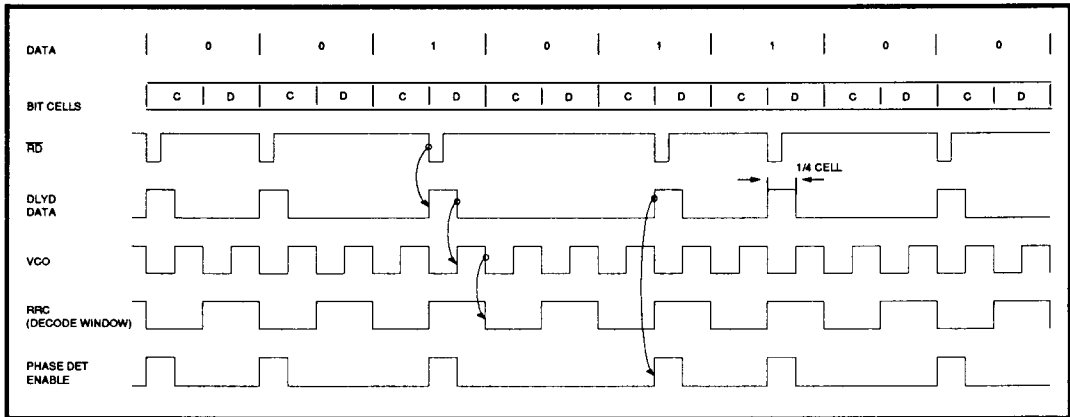 DATA 0 0 1 0 1 1 0 0
BIT CELLS C D C D C D C D C D C D C D C D
RD
1/4 CELL
DLYD
DATA
VCO
RRC
(DECODE WINDOW)
PHASE DET
ENABLE